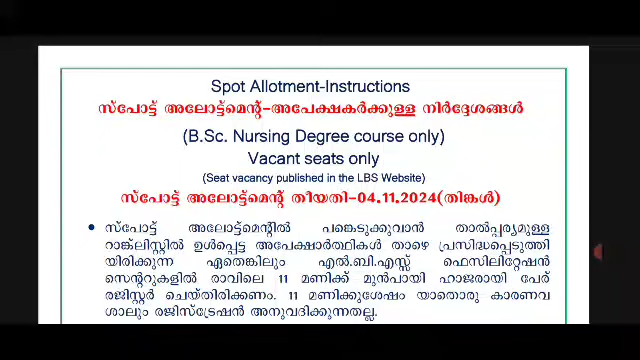 Spot Allotment-Instructions
സ്പോട്ട് അലോട്ട്മെന്റ്-അപേക്ഷകർക്കുള്ള നിർദ്ദേശങ്ങൾ
(B.Sc. Nursing Degree course only)
Vacant seats only
(Seat vacancy published in the LBS Website)
സ്പോട്ട് അലോട്ട്മെന്റ് തീയതി-04.11.2024(തിങ്കൾ)
• സ്പോട്ട് അലോട്ട്മെന്റിൽ പങ്കെടുക്കുവാൻ താൽപ്പര്യമുള്ള
റാങ്ക്ലിസ്റ്റിൽ ഉൾപ്പെട്ട അപേക്ഷാർത്ഥികൾ താഴെ പ്രസിദ്ധപ്പെടുത്തി
യിരിക്കുന്ന ഏതെങ്കിലും എൽ.ബി.എസ്സ് ഫെസിലിറ്റേഷൻ
സെന്ററുകളിൽ രാവിലെ 11 മണിക്ക് മുൻപായി ഹാജരായി പേര്
രജിസ്റ്റർ ചെയ്തിരിക്കണം. 11 മണിക്കുശേഷം യാതൊരു കാരണവ
ശാലും രജിസ്ട്രേഷൻ അനുവദിക്കുന്നതല്ല.